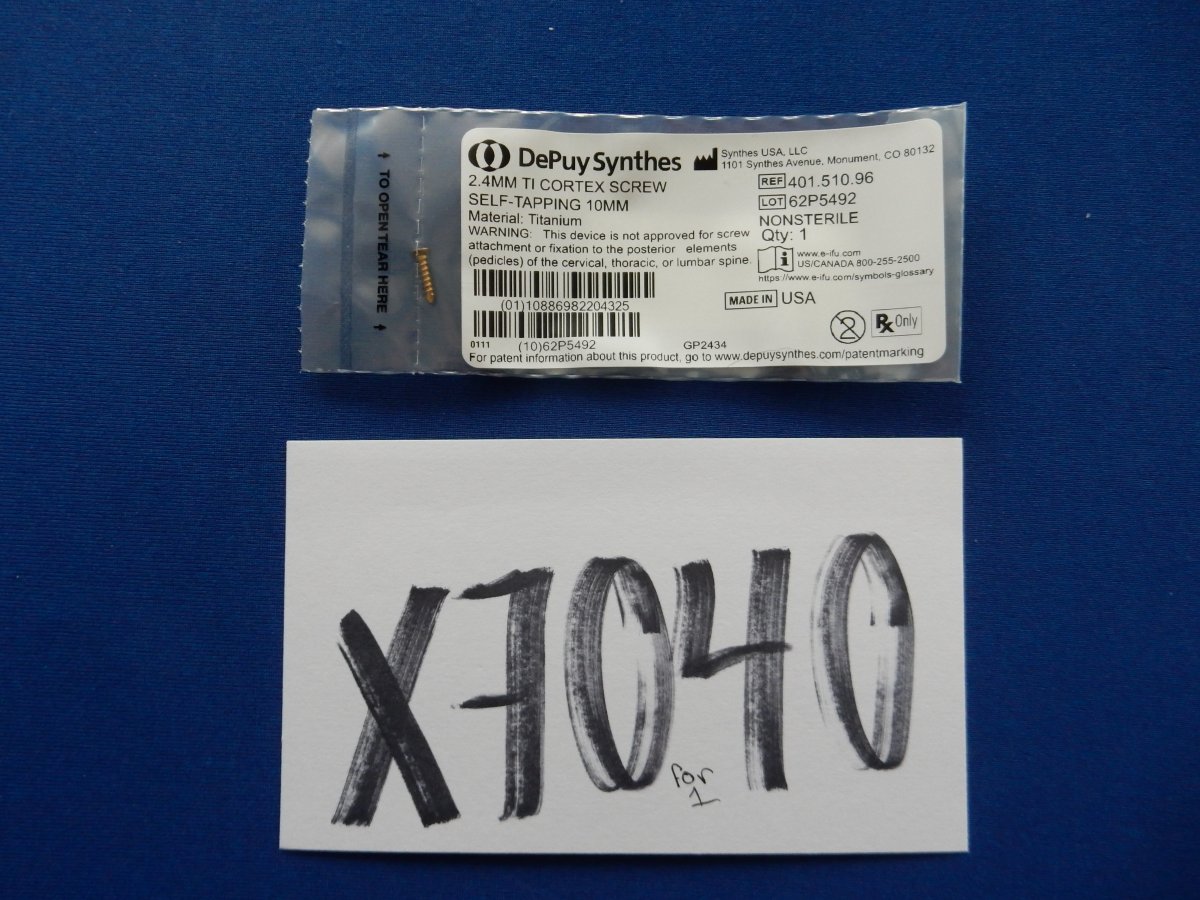 TO OPEN TEAR HERE
DePuy Synthes
Synthes USA, LLC
1101 Synthes Avenue, Monument, CO 80132
2.4MM TI CORTEX SCREW
SELF-TAPPING 10MM
Material: Titanium
WARNING: This device is not approved for screw
attachment or fixation to the posterior elements
(pedicles) of the cervical, thoracic, or lumbar spine.
REF 401.510.96
LOT 62P5492
NONSTERILE
Qty: 1
www.e-ifu.com
US/CANADA 800-255-2500
https://www.e-ifu.com/symbols-glossary
(01)10886982204325
MADE IN USA
2
Rx Only
0111 (10)62P5492 GP2434
For patent information about this product, go to www.depuysynthes.com/patentmarking
X7040
for
1